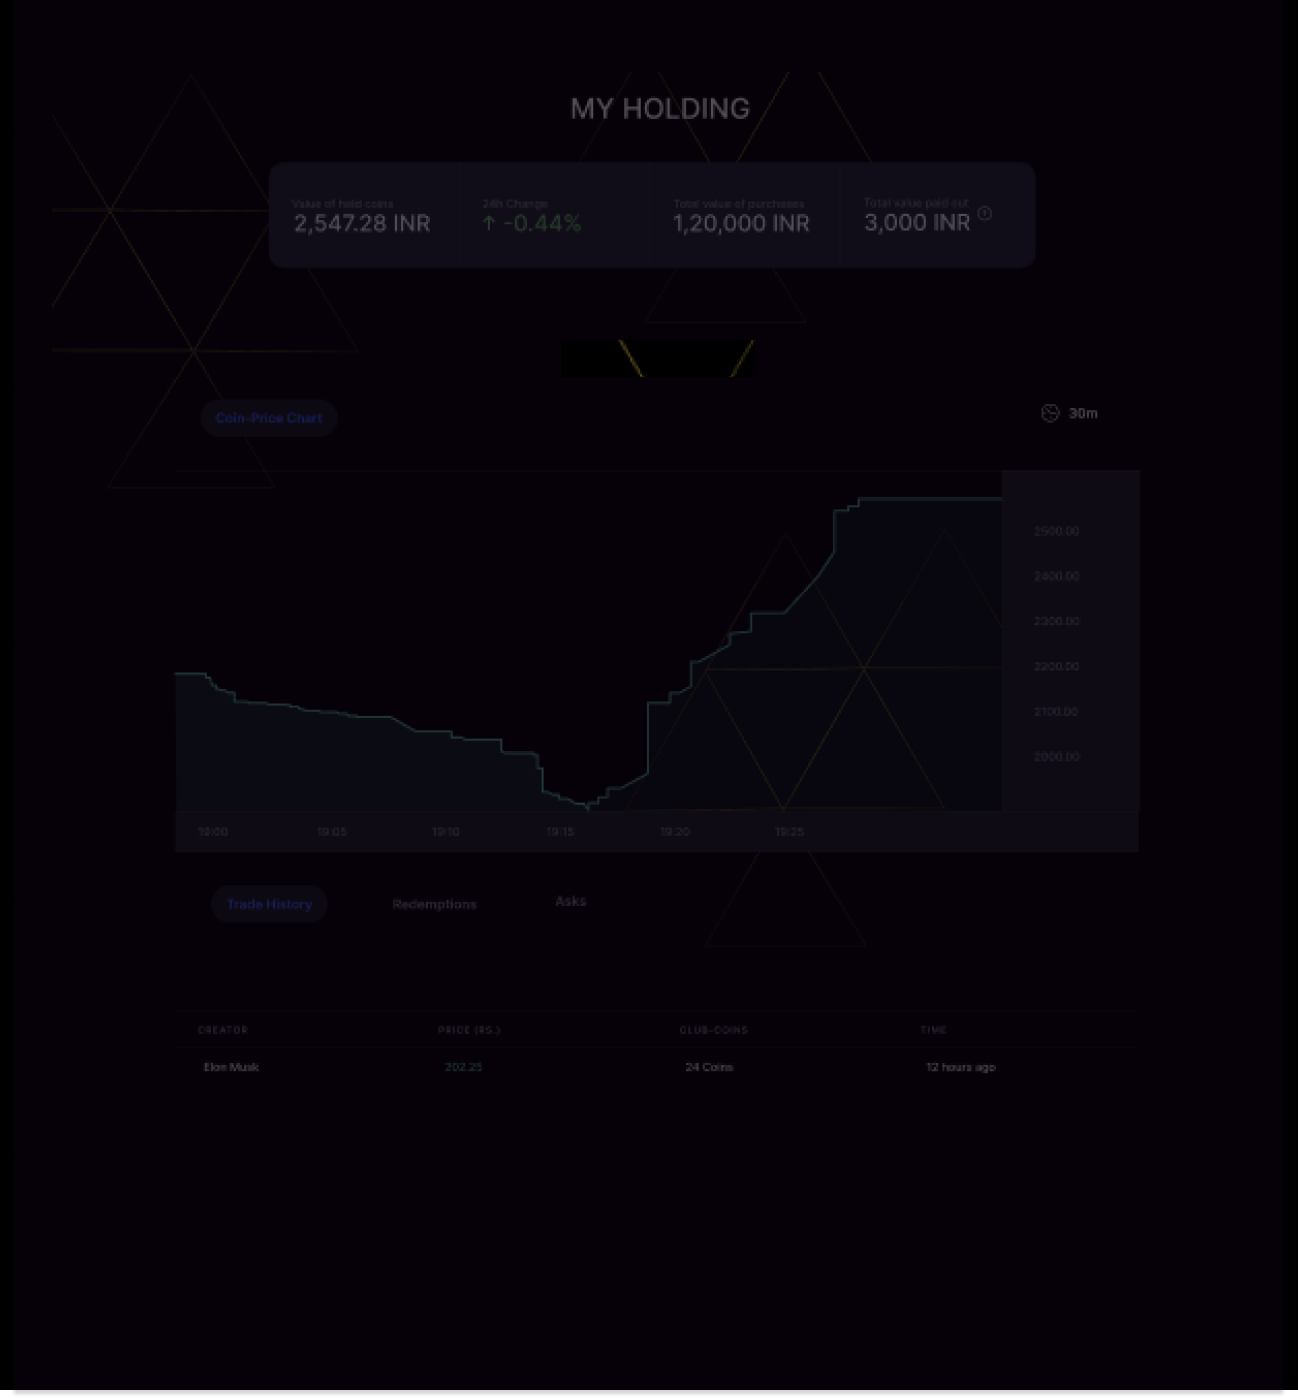 MY HOLDING
Value of held coins
2,547.28 INR
24h Change
↑ -0.44%
Total value of purchases
1,20,000 INR
Total value paid out
3,000 INR
Coin-Price Chart
30m
2500.00
2400.00
2300.00
2200.00
2100.00
2000.00
19:00 19:05 19:10 19:15 19:20 19:25
Trade History Redemptions Asks
CREATOR PRICE (RS.) CLUB-COINS TIME
Elon Musk 202.25 24 Coins 12 hours ago